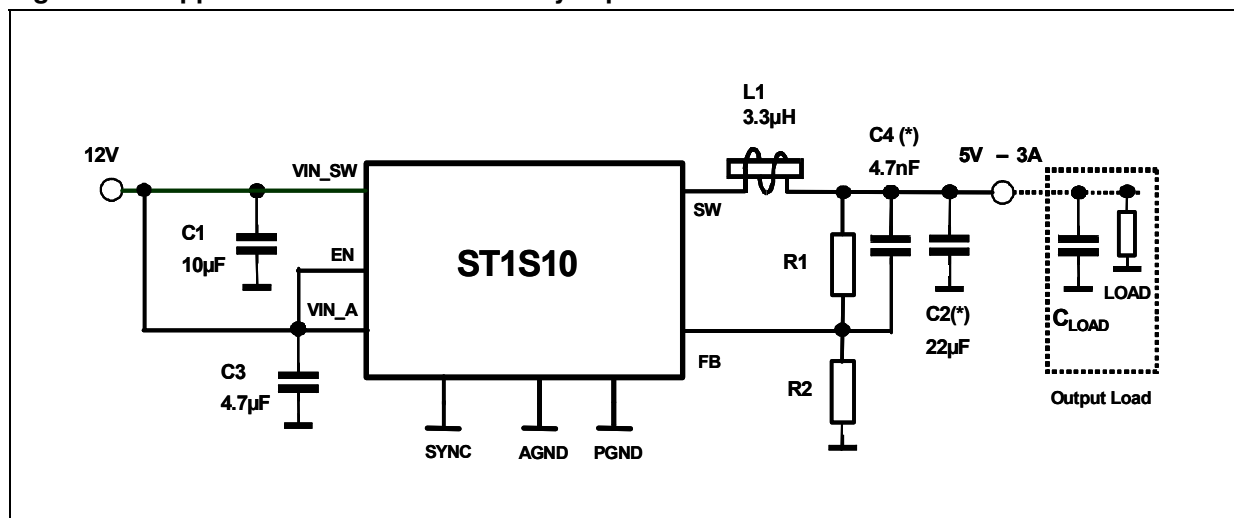 L1
3.3µH
C4 (*)
4.7nF
5V – 3A
12V
VIN_SW
SW
C1
10µF
EN
ST1S10
R1
VIN_A
LOAD
C2(*)
22µF
CLOAD
FB
C3
4.7µF
R2
Output Load
SYNC
AGND
PGND